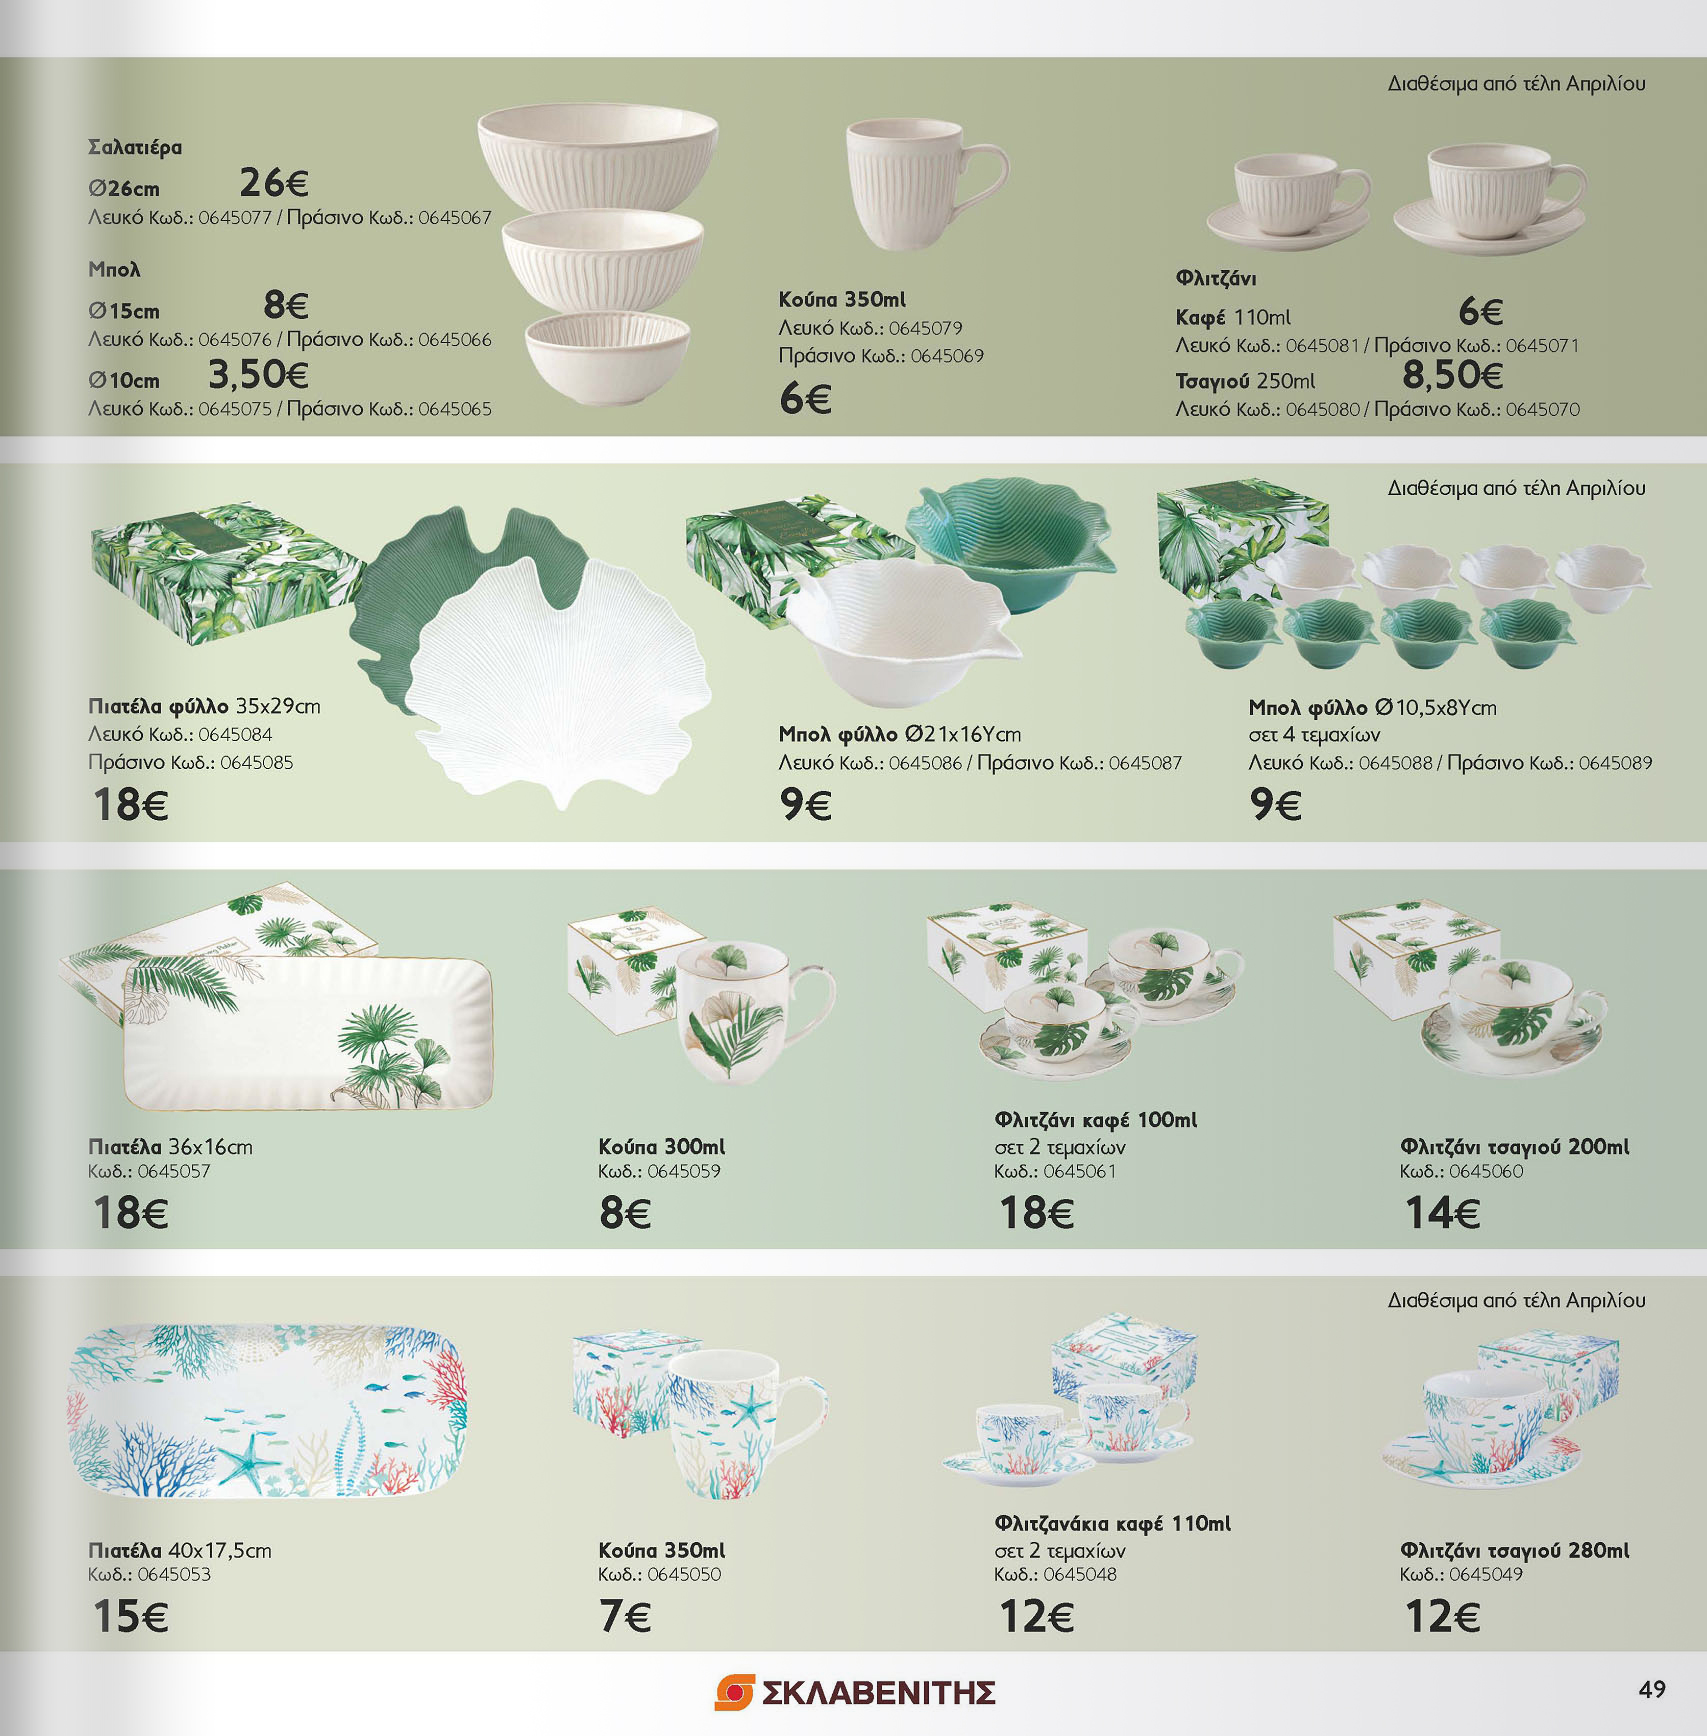 Διαθέσιμα από τέλη Απριλίου
Σαλατιέρα
Ø26cm 26€
Λευκό Κωδ.: 0645077 / Πράσινο Κωδ.: 0645067
Μπολ
Ø15cm 8€
Λευκό Κωδ.: 0645076 / Πράσινο Κωδ.: 0645066
Ø10cm 3,50€
Λευκό Κωδ.: 0645075 / Πράσινο Κωδ.: 0645065
Κούπα 350ml
Λευκό Κωδ.: 0645079
Πράσινο Κωδ.: 0645069
6€
Φλιτζάνι
Καφέ 110ml 6€
Λευκό Κωδ.: 0645081 / Πράσινο Κωδ.: 0645071
Τσαγιού 250ml 8,50€
Λευκό Κωδ.: 0645080 / Πράσινο Κωδ.: 0645070
Διαθέσιμα από τέλη Απριλίου
Πιατέλα φύλλο 35x29cm
Λευκό Κωδ.: 0645084
Πράσινο Κωδ.: 0645085
18€
Μπολ φύλλο Ø21x16Υcm
Λευκό Κωδ.: 0645086 / Πράσινο Κωδ.: 0645087
9€
Μπολ φύλλο Ø10,5x8Υcm
σετ 4 τεμαχίων
Λευκό Κωδ.: 0645088 / Πράσινο Κωδ.: 0645089
9€
Πιατέλα 36x16cm
Κωδ.: 0645057
18€
Mug
Κούπα 300ml
Κωδ.: 0645059
8€
Φλιτζάνι καφέ 100ml
σετ 2 τεμαχίων
Κωδ.: 0645061
18€
Φλιτζάνι τσαγιού 200ml
Κωδ.: 0645060
14€
Διαθέσιμα από τέλη Απριλίου
Πιατέλα 40x17,5cm
Κωδ.: 0645053
15€
Κούπα 350ml
Κωδ.: 0645050
7€
Φλιτζανάκια καφέ 110ml
σετ 2 τεμαχίων
Κωδ.: 0645048
12€
Φλιτζάνι τσαγιού 280ml
Κωδ.: 0645049
12€
ΣΚΛΑΒΕΝΙΤΗΣ
49